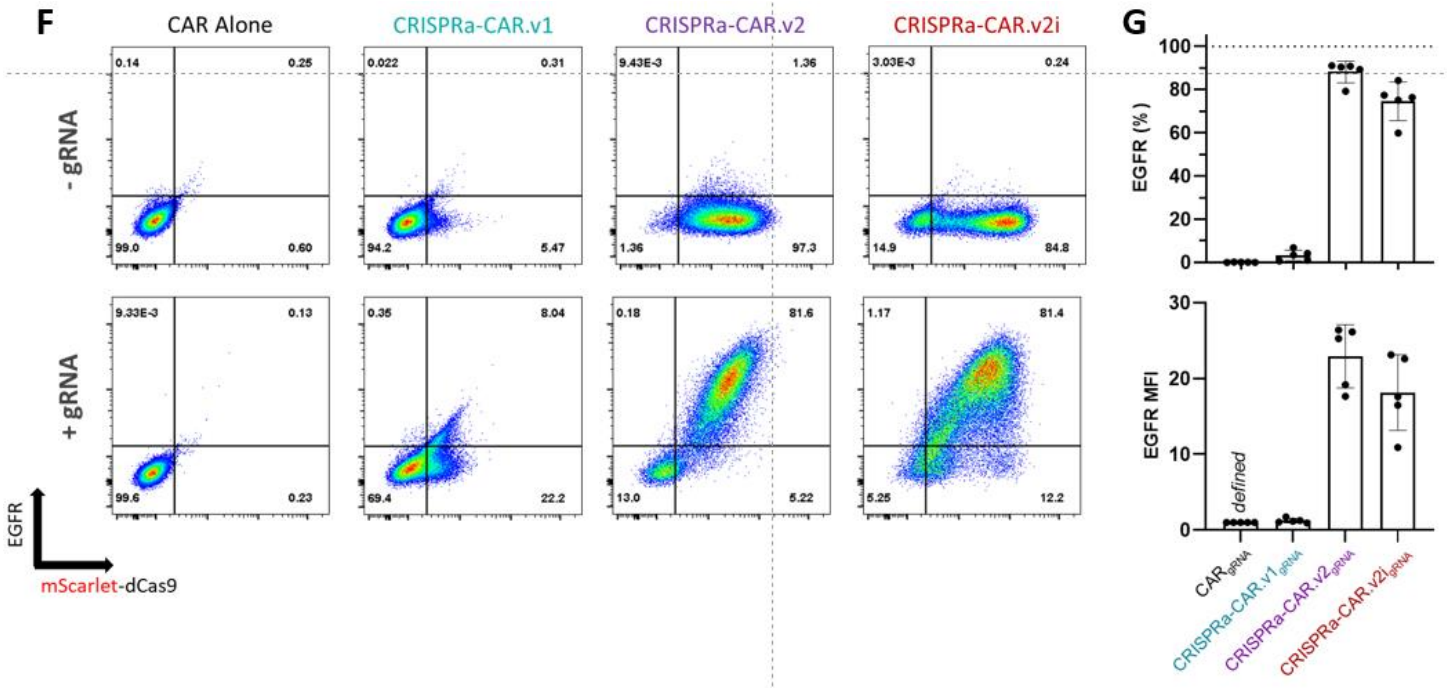 F
CAR Alone
CRISPRa-CAR.v1
CRISPRa-CAR.v2
CRISPRa-CAR.v2i
- gRNA
0.14 0.25
99.0 0.60
0.022 0.31
94.2 5.47
9.43E-3 1.36
1.36 97.3
3.03E-3 0.24
14.9 84.8
+ gRNA
9.33E-3 0.13
99.6 0.23
0.35 8.04
69.4 22.2
0.18 81.6
13.0 5.22
1.17 81.4
5.25 12.2
EGFR
mScarlet-dCas9
G
EGFR (%)
100
80
60
40
20
0
EGFR MFI
30
20
10
0
defined
CARgRNA
CRISPRa-CAR.v1gRNA
CRISPRa-CAR.v2gRNA
CRISPRa-CAR.v2igRNA